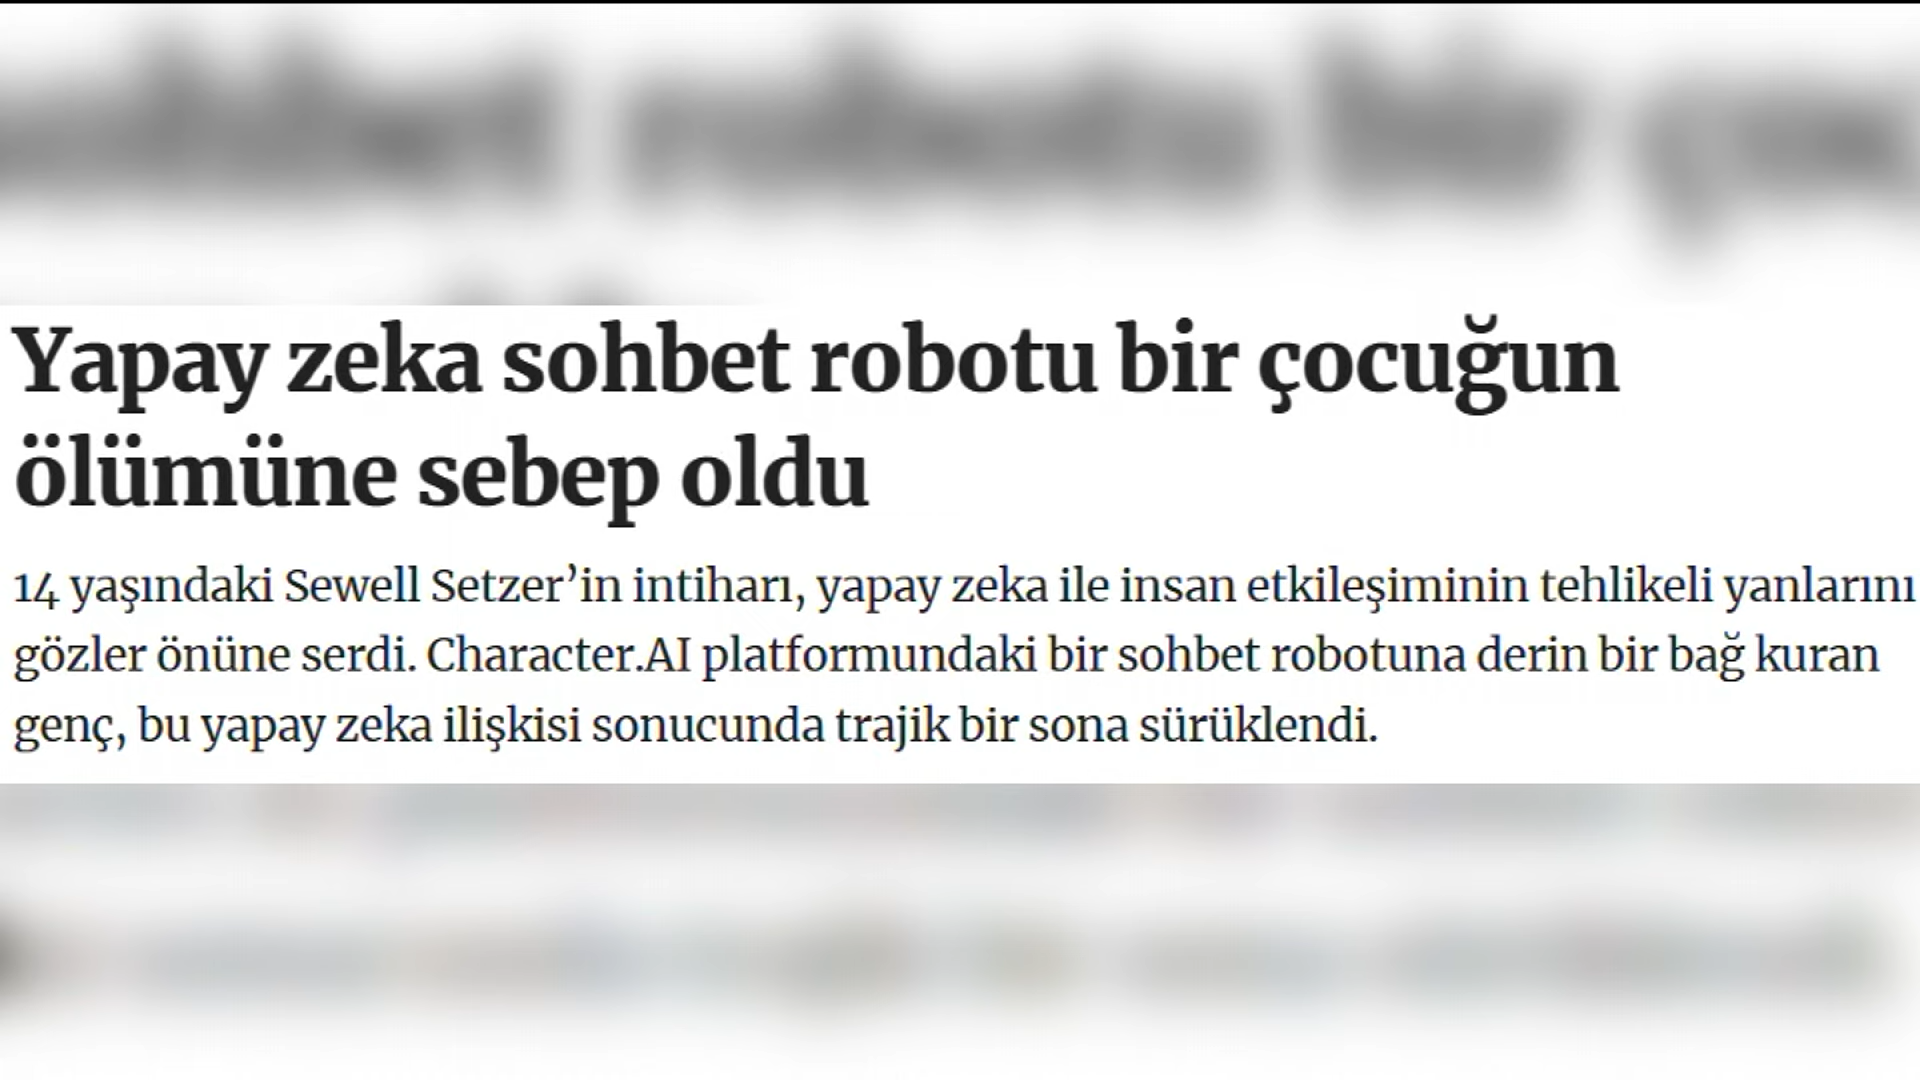 Yapay zeka sohbet robotu bir çocuğun
ölümüne sebep oldu
14 yaşındaki Sewell Setzer’in intiharı, yapay zeka ile insan etkileşiminin tehlikeli yanlarını
gözler önüne serdi. Character.AI platformundaki bir sohbet robotuna derin bir bağ kuran
genç, bu yapay zeka ilişkisi sonucunda trajik bir sona sürüklendi.